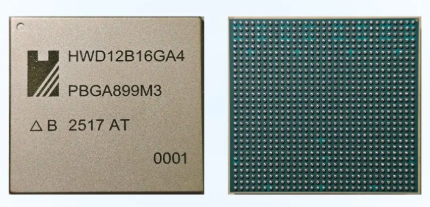 HWD12B16GA4
PBGA899M3
△ B 2517 AT
0001